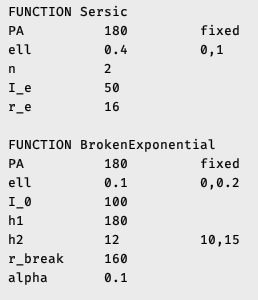 FUNCTION Sersic
PA 180 fixed
ell 0.4 0,1
n 2
I_e 50
r_e 16
FUNCTION BrokenExponential
PA 180 fixed
ell 0.1 0,0.2
I_0 100
h1 180
h2 12 10,15
r_break 160
alpha 0.1